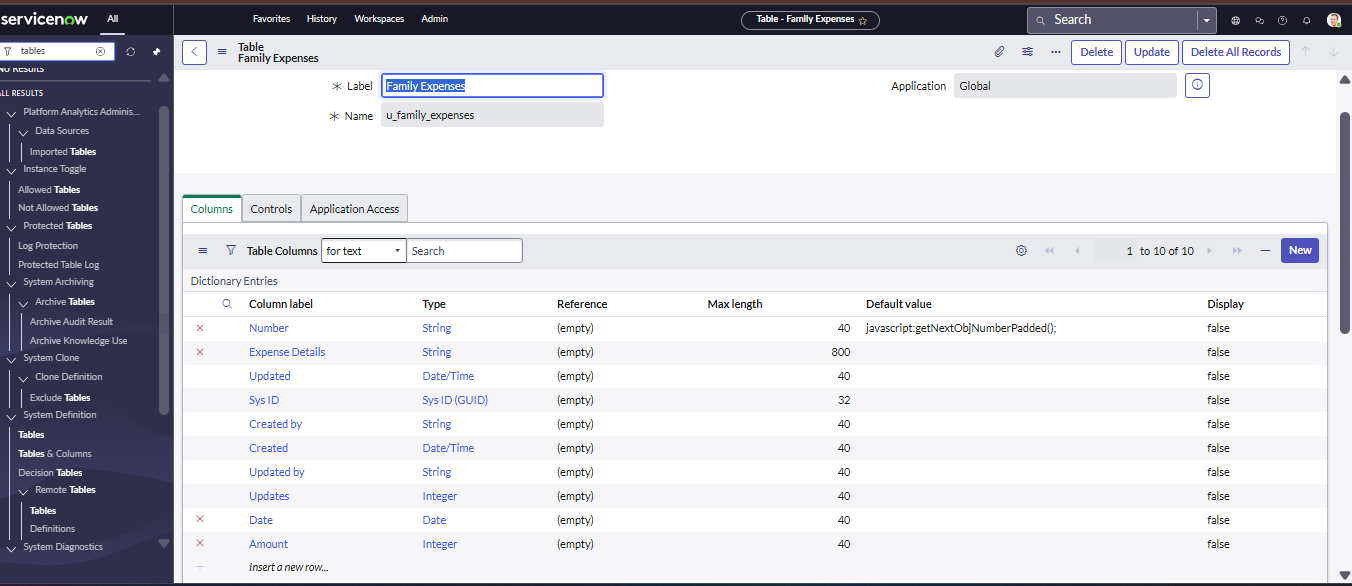 servicenow All Favorites History Workspaces Admin Table - Family Expenses Search
tables
No Results
ALL RESULTS
Platform Analytics Adminis...
Data Sources
Imported Tables
Instance Toggle
Allowed Tables
Not Allowed Tables
Protected Tables
Log Protection
Protected Table Log
System Archiving
Archive Tables
Archive Audit Result
Archive Knowledge Use
System Clone
Clone Definition
Exclude Tables
System Definition
Tables
Tables & Columns
Decision Tables
Remote Tables
Tables
Definitions
System Diagnostics
Table
Family Expenses
Delete Update Delete All Records
Label Family Expenses Application Global
Name u_family_expenses
Columns Controls Application Access
Table Columns for text Search 1 to 10 of 10 New
Dictionary Entries
Column label Type Reference Max length Default value Display
Number String (empty) 40 javascript:getNextObjNumberPadded(); false
Expense Details String (empty) 800 false
Updated Date/Time (empty) 40 false
Sys ID Sys ID (GUID) (empty) 32 false
Created by String (empty) 40 false
Created Date/Time (empty) 40 false
Updated by String (empty) 40 false
Updates Integer (empty) 40 false
Date Date (empty) 40 false
Amount Integer (empty) 40 false
Insert a new row...